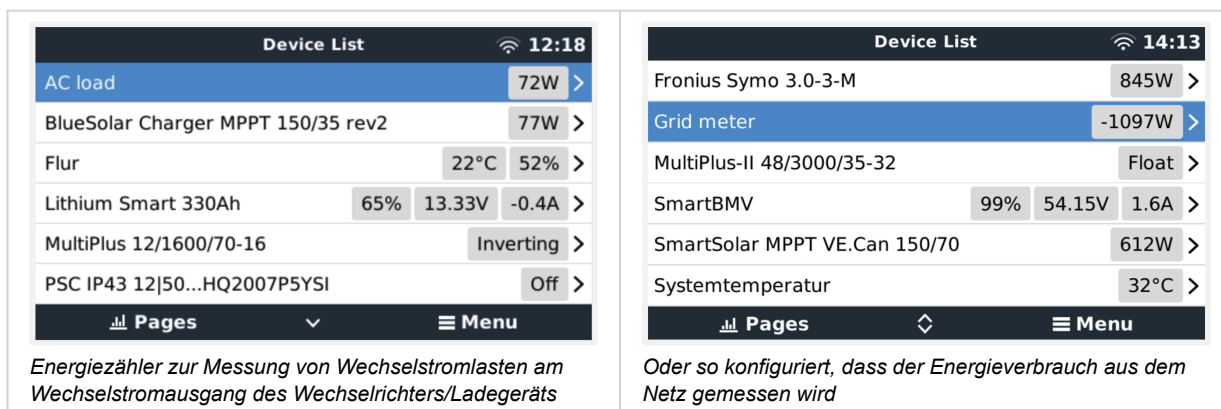 Device List 12:18
AC load 72W
BlueSolar Charger MPPT 150/35 rev2 77W
Flur 22°C 52%
Lithium Smart 330Ah 65% 13.33V -0.4A
MultiPlus 12/1600/70-16 Inverting
PSC IP43 12|50...HQ2007P5YSI Off
Pages Menu
Energiezähler zur Messung von Wechselstromlasten am
Wechselstromausgang des Wechselrichters/Ladegeräts
Device List 14:13
Fronius Symo 3.0-3-M 845W
Grid meter -1097W
MultiPlus-II 48/3000/35-32 Float
SmartBMV 99% 54.15V 1.6A
SmartSolar MPPT VE.Can 150/70 612W
Systemtemperatur 32°C
Pages Menu
Oder so konfiguriert, dass der Energieverbrauch aus dem
Netz gemessen wird